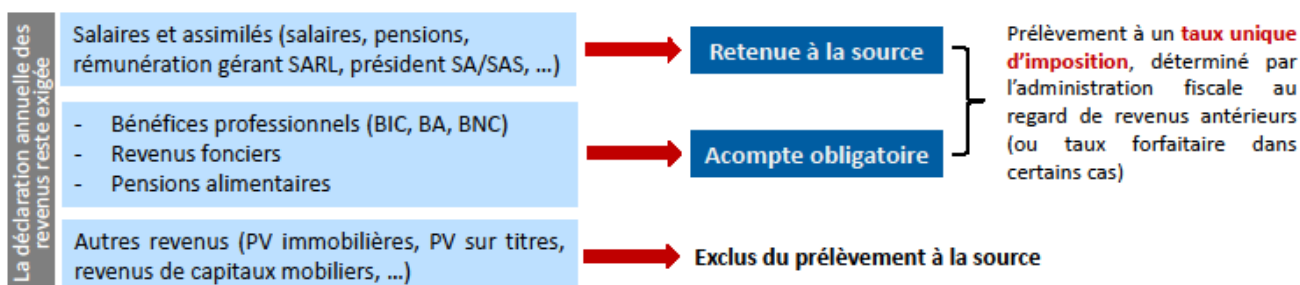 La déclaration annuelle des
revenus reste exigée
Salaires et assimilés (salaires, pensions,
rémunération gérant SARL, président SA/SAS, ...)
Retenue à la source
- Bénéfices professionnels (BIC, BA, BNC)
- Revenus fonciers
- Pensions alimentaires
Acompte obligatoire
Prélèvement à un taux unique
d'imposition, déterminé par
l'administration fiscale au
regard de revenus antérieurs
(ou taux forfaitaire dans
certains cas)
Autres revenus (PV immobilières, PV sur titres,
revenus de capitaux mobiliers, ...)
Exclus du prélèvement à la source